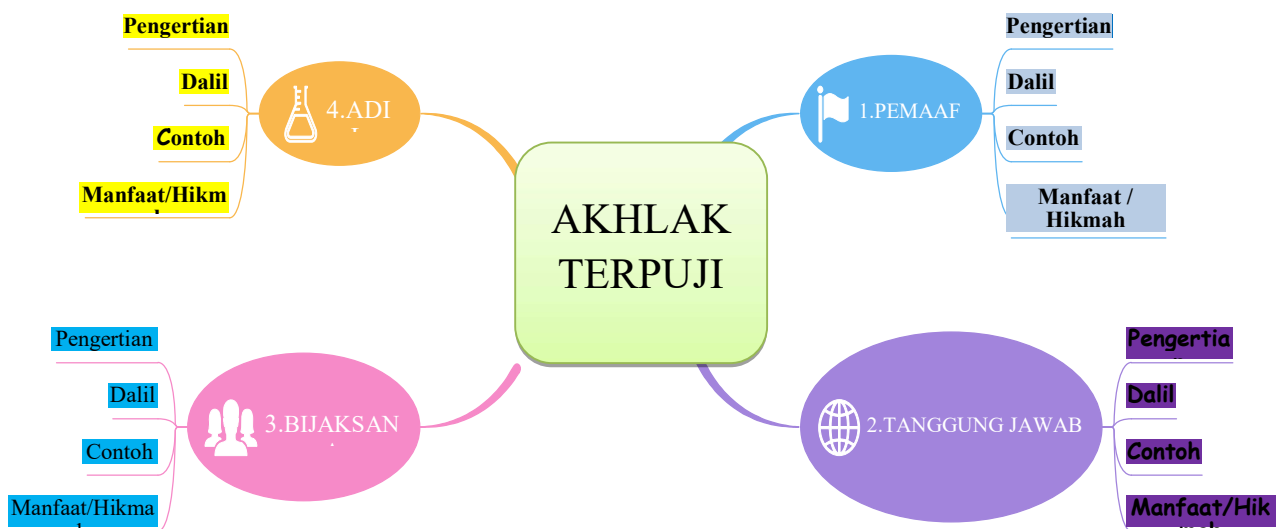 AKHLAK
TERPUJI
1.PEMAAF
Pengertian
Dalil
Contoh
Manfaat /
Hikmah
2.TANGGUNG JAWAB
Pengertia
Dalil
Contoh
Manfaat/Hik
3.BIJAKSAN
Pengertian
Dalil
Contoh
Manfaat/Hikma
4.ADI
Pengertian
Dalil
Contoh
Manfaat/Hikm